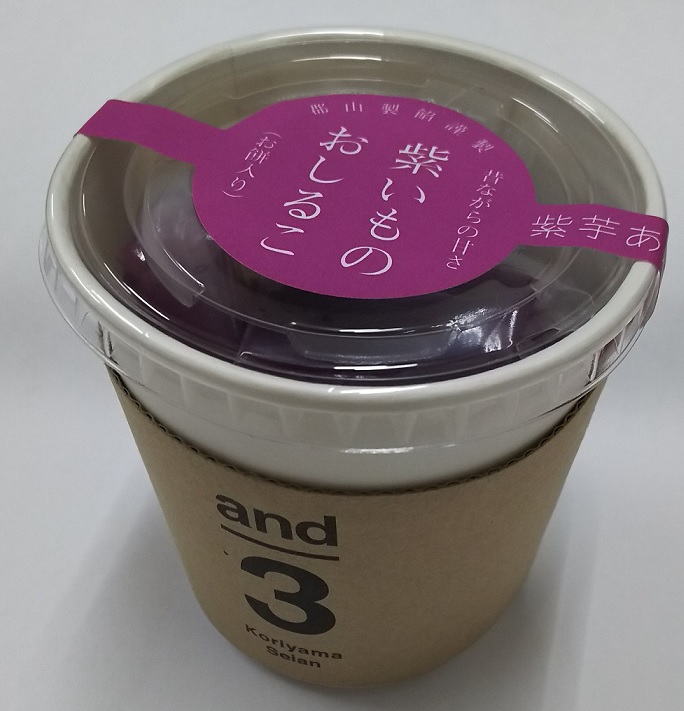 郡山製餡謹製
昔ながらの甘さ
紫いもの
おしるこ
(お餅入り)
紫芋あ
and
3
Koriyama
Seian